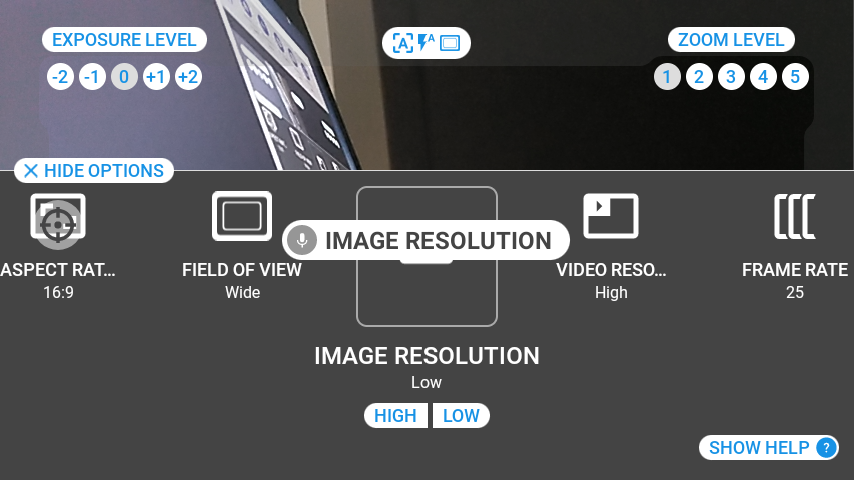 EXPOSURE LEVEL
-2 -1 0 +1 +2
A A
ZOOM LEVEL
1 2 3 4 5
HIDE OPTIONS
IMAGE RESOLUTION
ASPECT RAT...
16:9
FIELD OF VIEW
Wide
VIDEO RESO...
High
FRAME RATE
25
IMAGE RESOLUTION
Low
HIGH LOW
SHOW HELP ?